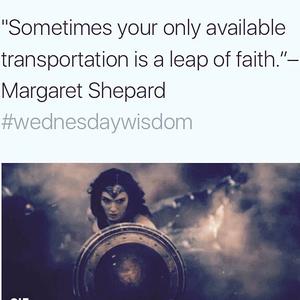 "Sometimes your only available
transportation is a leap of faith.”–
Margaret Shepard
#wednesdaywisdom